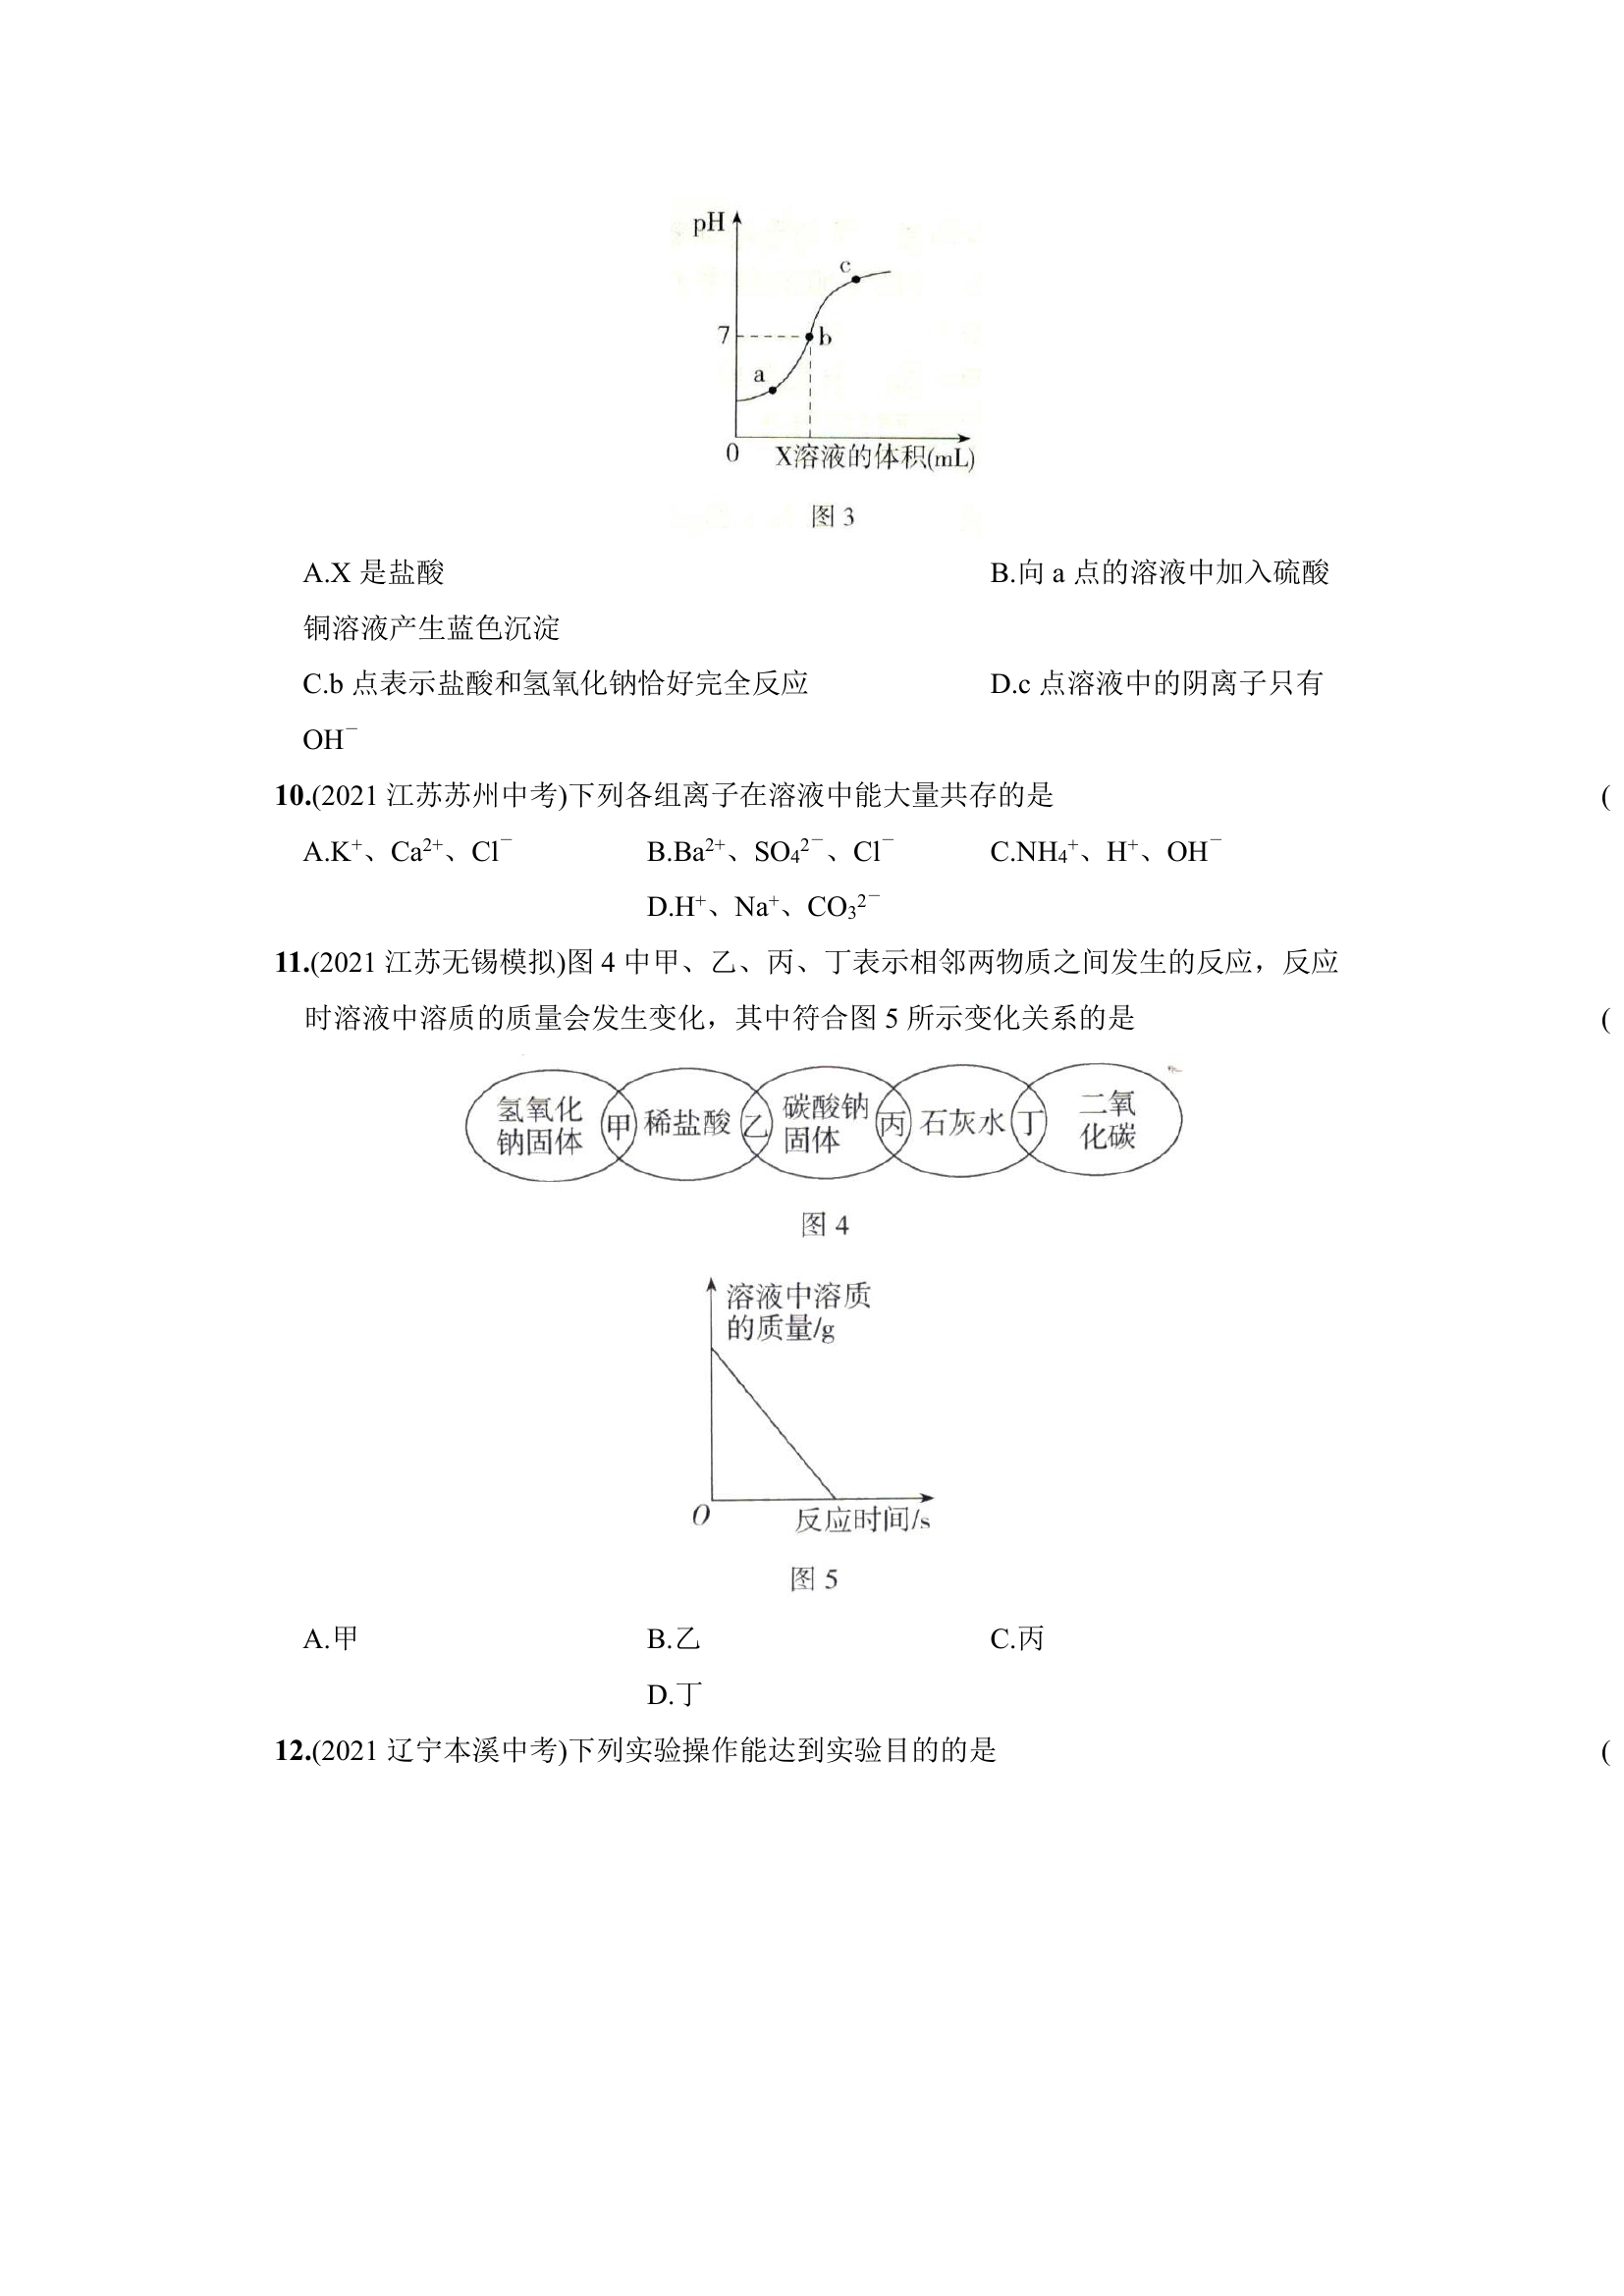 pH
c
7
b
a
0
X溶液的体积(mL)
图 3
A.X 是盐酸 B.向 a 点的溶液中加入硫酸
铜溶液产生蓝色沉淀
C.b 点表示盐酸和氢氧化钠恰好完全反应 D.c 点溶液中的阴离子只有
OH⁻
10.(2021 江苏苏州中考)下列各组离子在溶液中能大量共存的是 (
A.K⁺、Ca²⁺、Cl⁻ B.Ba²⁺、SO₄²⁻、Cl⁻ C.NH₄⁺、H⁺、OH⁻
D.H⁺、Na⁺、CO₃²⁻
11.(2021 江苏无锡模拟)图 4 中甲、乙、丙、丁表示相邻两物质之间发生的反应，反应
时溶液中溶质的质量会发生变化，其中符合图 5 所示变化关系的是 (
氢氧化
钠固体
甲
稀盐酸
乙
碳酸钠
固体
丙
石灰水
丁
二氧
化碳
图 4
溶液中溶质
的质量/g
O
反应时间/s
图 5
A.甲 B.乙 C.丙
D.丁
12.(2021 辽宁本溪中考)下列实验操作能达到实验目的的是 (